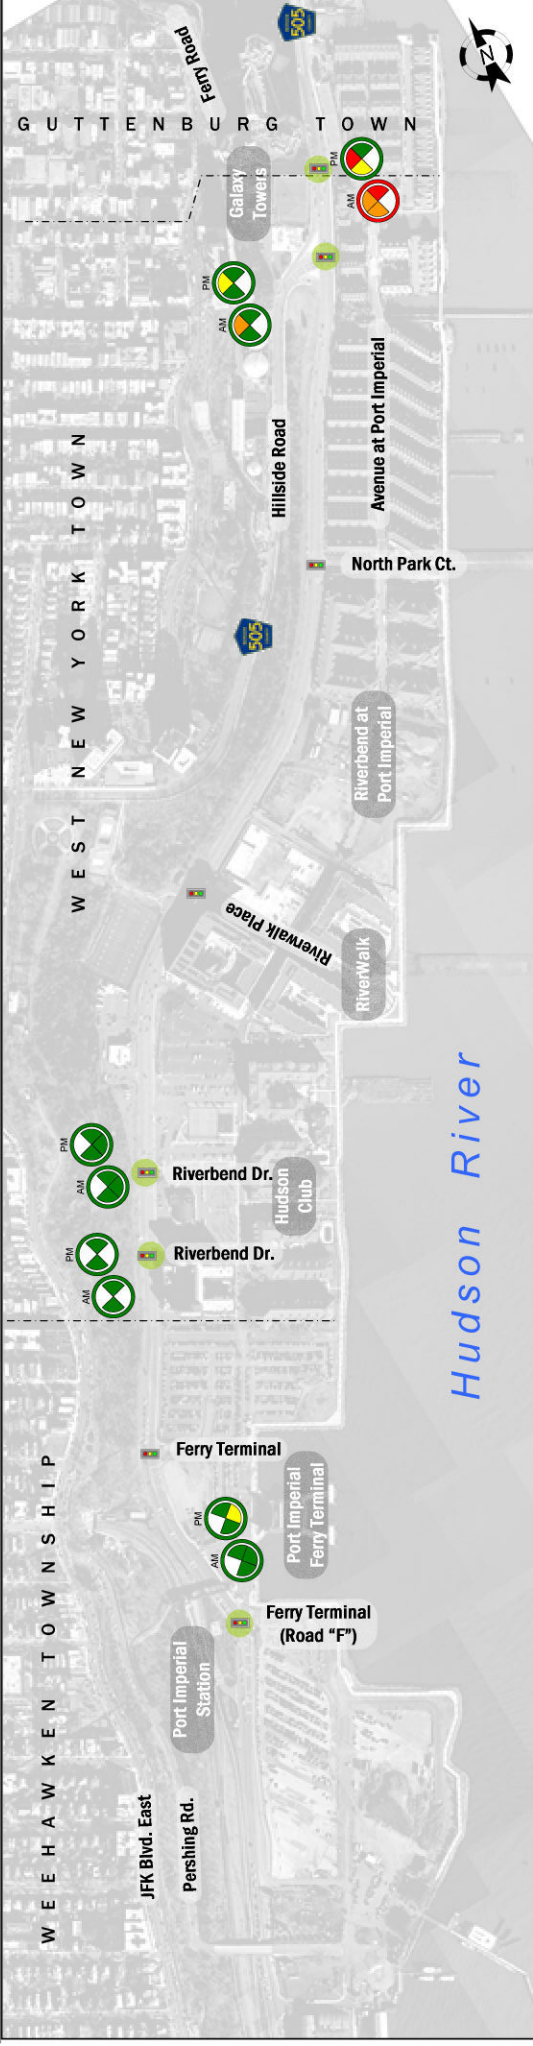 Ferry Road
505
N
GUTTENBURG TOWN
Galaxy
Towers
PM
AM
PM
AM
Hillside Road
Avenue at Port Imperial
WEST NEW YORK TOWN
North Park Ct.
505
Riverbend at
Port Imperial
Riverwalk Place
RiverWalk
Hudson River
PM
AM
Riverbend Dr.
Hudson
Club
PM
AM
Riverbend Dr.
WEEHAWKEN TOWNSHIP
Ferry Terminal
Port Imperial
Ferry Terminal
PM
AM
Ferry Terminal
(Road “F”)
Port Imperial
Station
JFK Blvd. East
Pershing Rd.